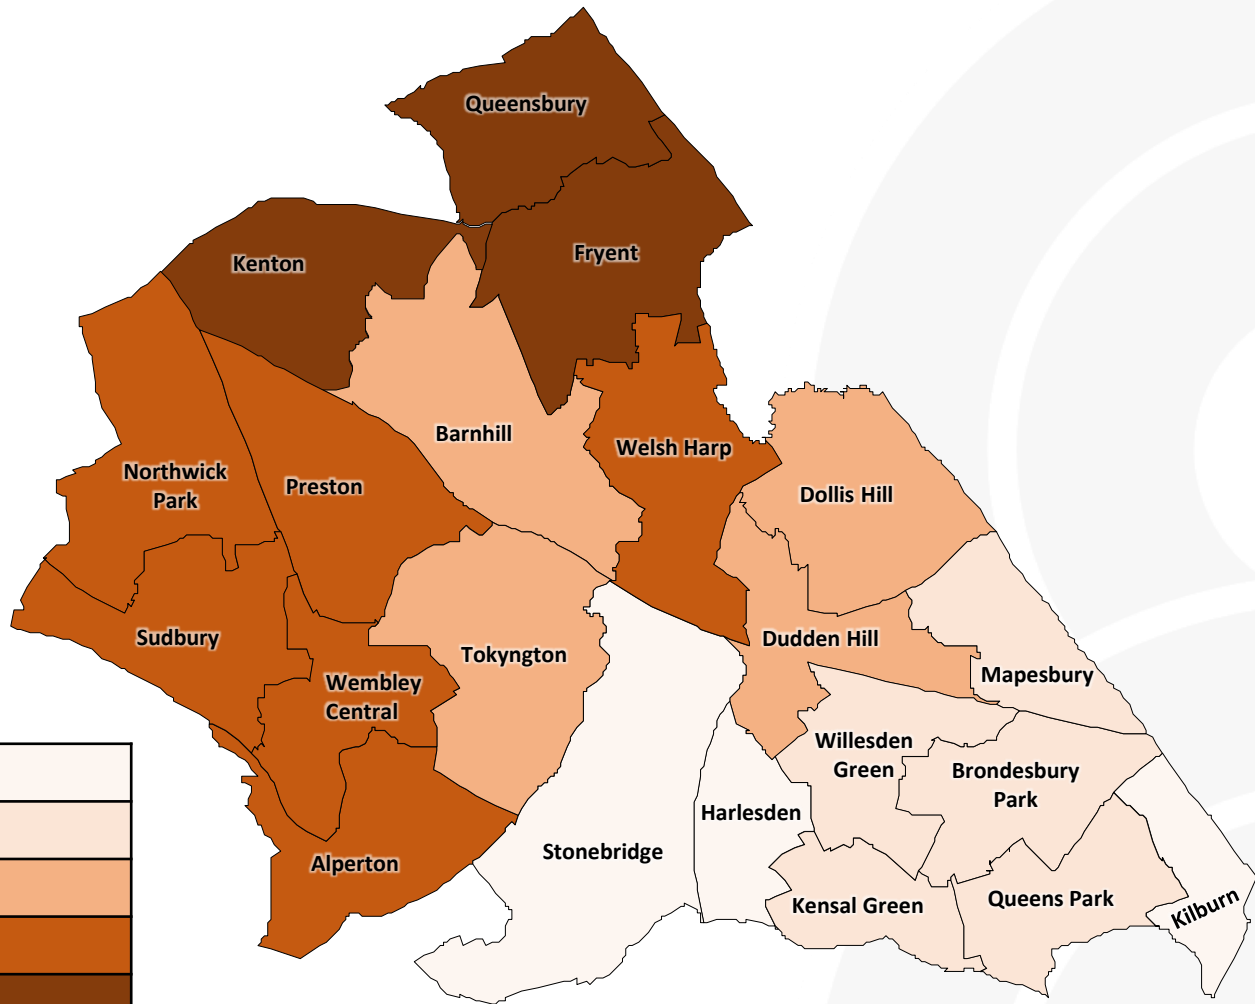 Queensbury
Kenton
Fryent
Barnhill
Welsh Harp
Northwick
Park
Preston
Dollis Hill
Sudbury
Tokyngton
Dudden Hill
Mapesbury
Wembley
Central
Willesden
Green
Brondesbury
Park
Harlesden
Stonebridge
Alperton
Kensal Green
Queens Park
Kilburn